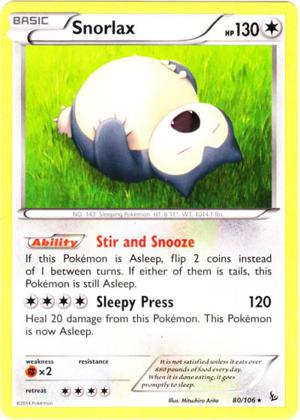 BASIC
Snorlax HP 130
NO. 143 Sleeping Pokémon HT: 6'11" WT: 1014.1 lbs.
Ability Stir and Snooze
If this Pokémon is Asleep, flip 2 coins instead
of 1 between turns. If either of them is tails, this
Pokémon is still Asleep.
Sleepy Press 120
Heal 20 damage from this Pokémon. This Pokémon
is now Asleep.
weakness resistance
×2
retreat
It is not satisfied unless it eats over
880 pounds of food every day.
When it is done eating, it goes
promptly to sleep.
©2014 Pokémon Illus. Mitsuhiro Arita 80/106 ★